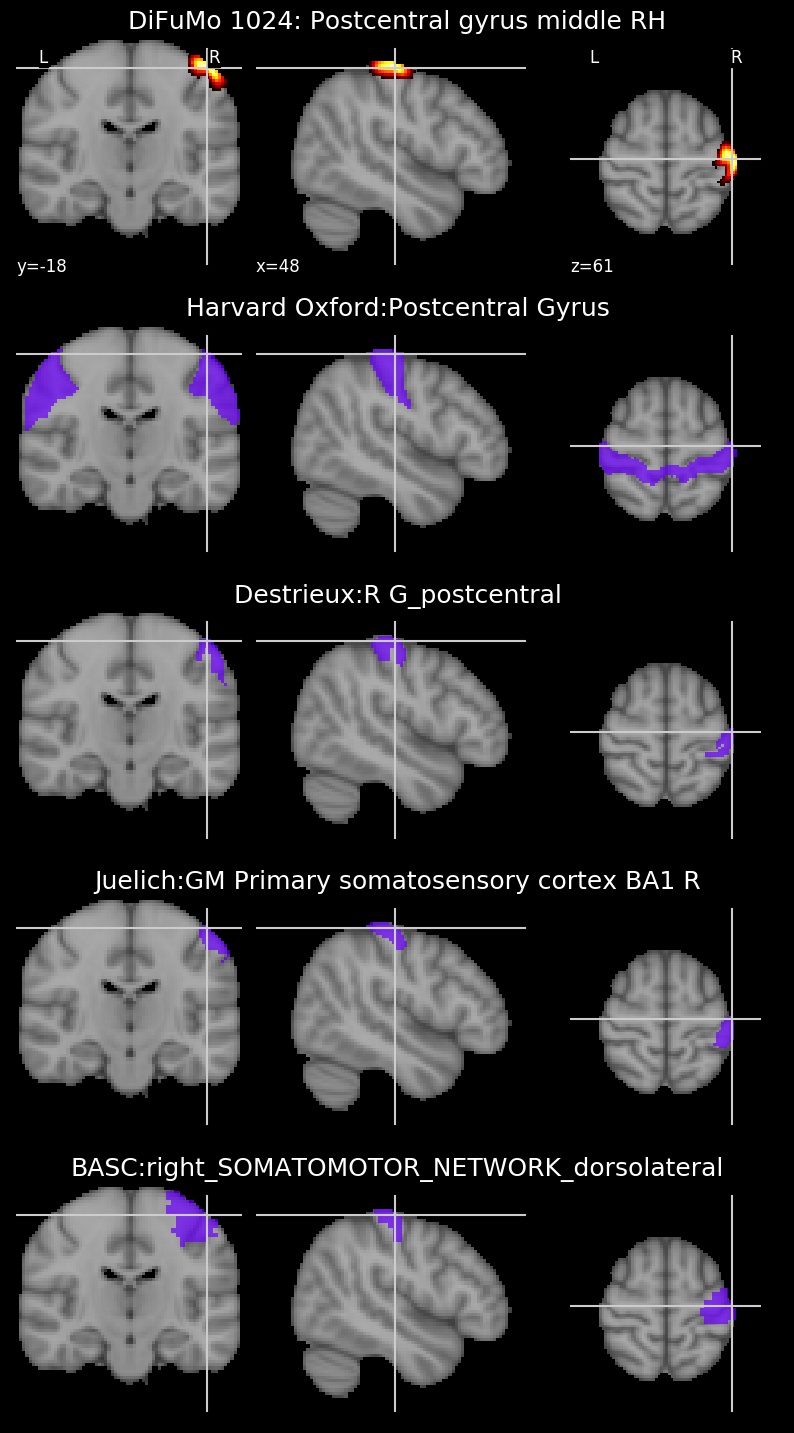 DiFuMo 1024: Postcentral gyrus middle RH
L R L R
y=-18 x=48 z=61
Harvard Oxford:Postcentral Gyrus
Destrieux:R G_postcentral
Juelich:GM Primary somatosensory cortex BA1 R
BASC:right_SOMATOMOTOR_NETWORK_dorsolateral